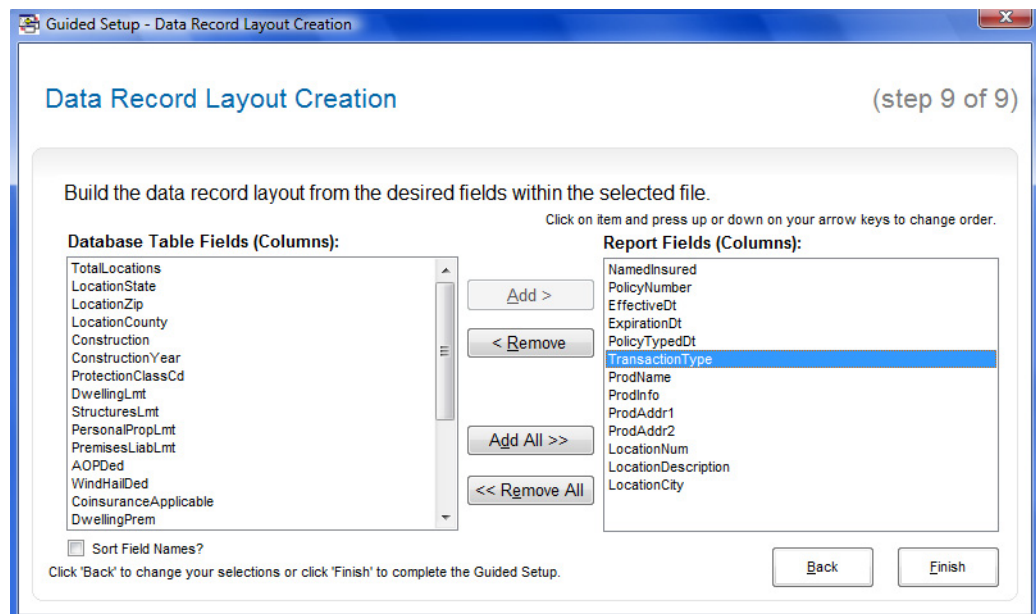 Guided Setup - Data Record Layout Creation
Data Record Layout Creation
(step 9 of 9)
Build the data record layout from the desired fields within the selected file.
Click on item and press up or down on your arrow keys to change order.
Database Table Fields (Columns):
TotalLocations
LocationState
LocationZip
LocationCounty
Construction
ConstructionYear
ProtectionClassCd
DwellingLmt
StructuresLmt
PersonalPropLmt
PremisesLiabLmt
AOPDed
WindHailDed
CoinsuranceApplicable
DwellingPrem
Add >
< Remove
Add All >>
<< Remove All
Report Fields (Columns):
NamedInsured
PolicyNumber
EffectiveDt
ExpirationDt
PolicyTypedDt
TransactionType
ProdName
ProdInfo
ProdAddr1
ProdAddr2
LocationNum
LocationDescription
LocationCity
Sort Field Names?
Click 'Back' to change your selections or click 'Finish' to complete the Guided Setup.
Back
Finish